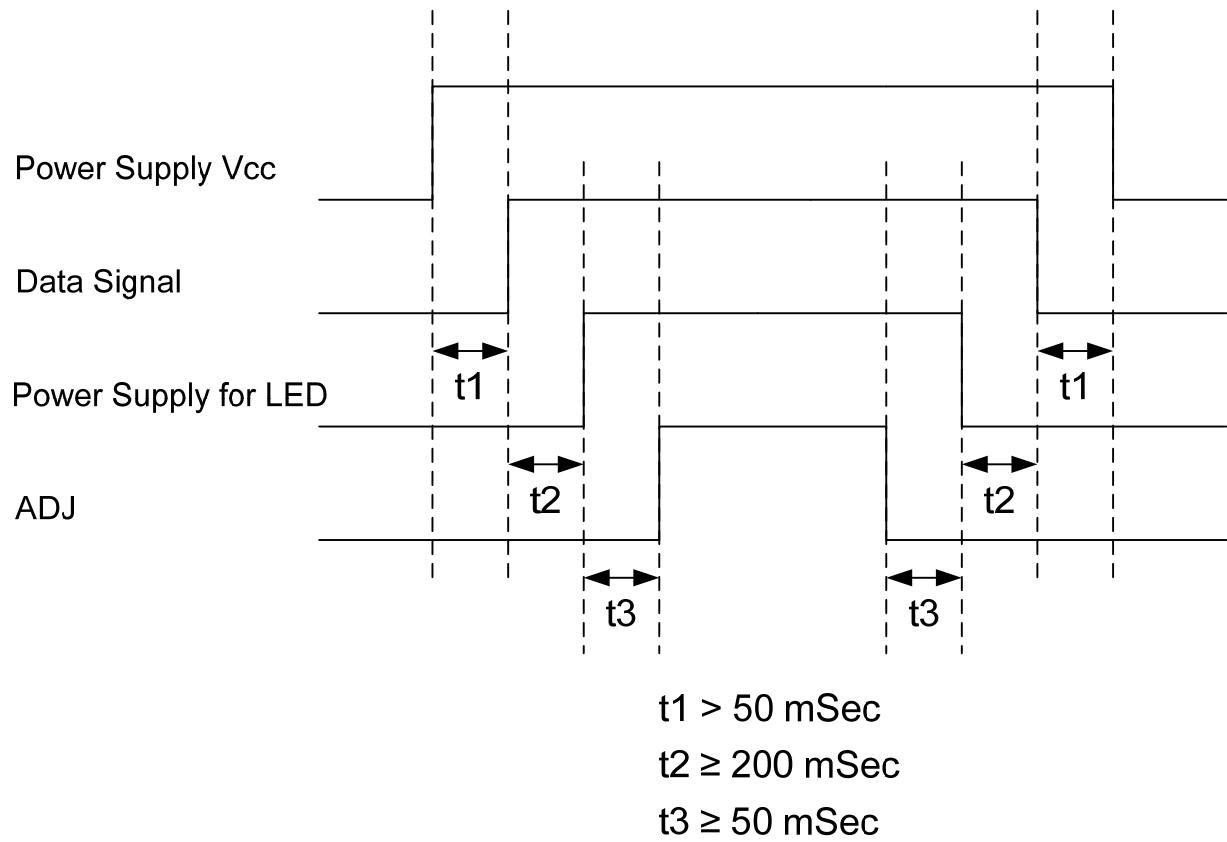 Power Supply Vcc
Data Signal
t1
t1
Power Supply for LED
t2
t2
ADJ
t3
t3
t1 > 50 mSec
t2 ≥ 200 mSec
t3 ≥ 50 mSec